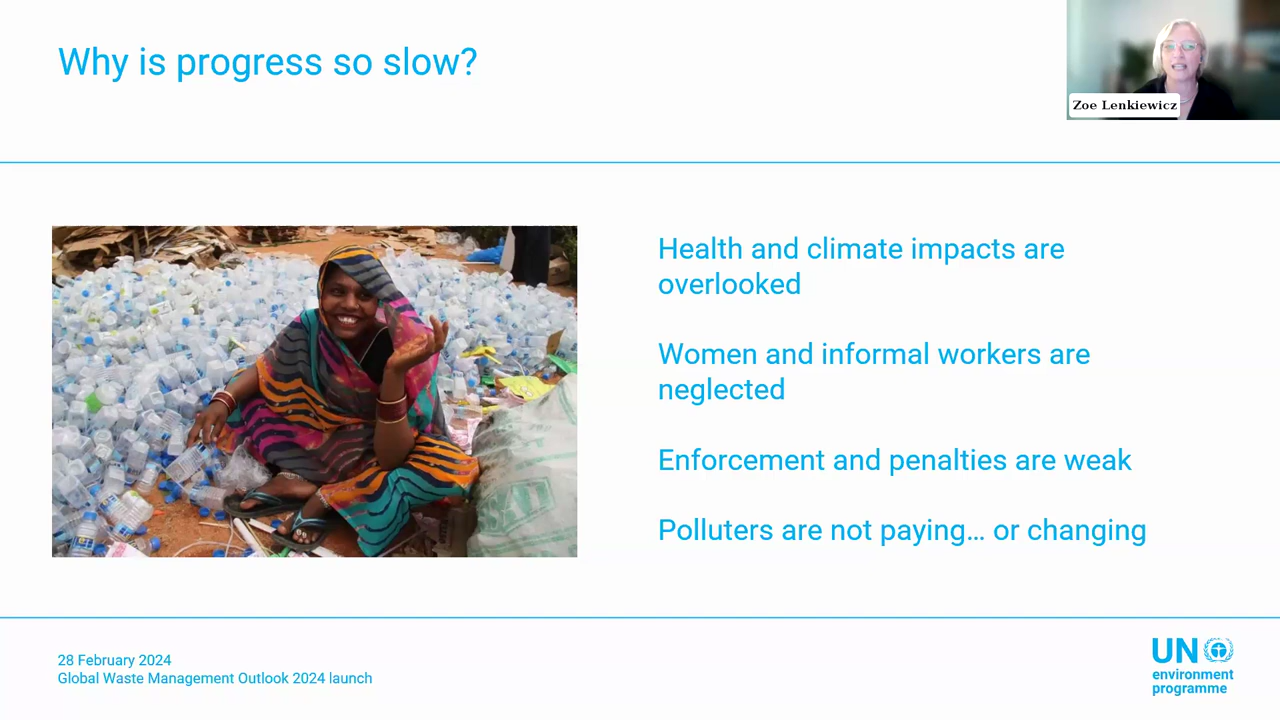 Why is progress so slow?
Zoe Lenkiewicz
Health and climate impacts are
overlooked
Women and informal workers are
neglected
Enforcement and penalties are weak
Polluters are not paying... or changing
28 February 2024
Global Waste Management Outlook 2024 launch
UN
environment
programme